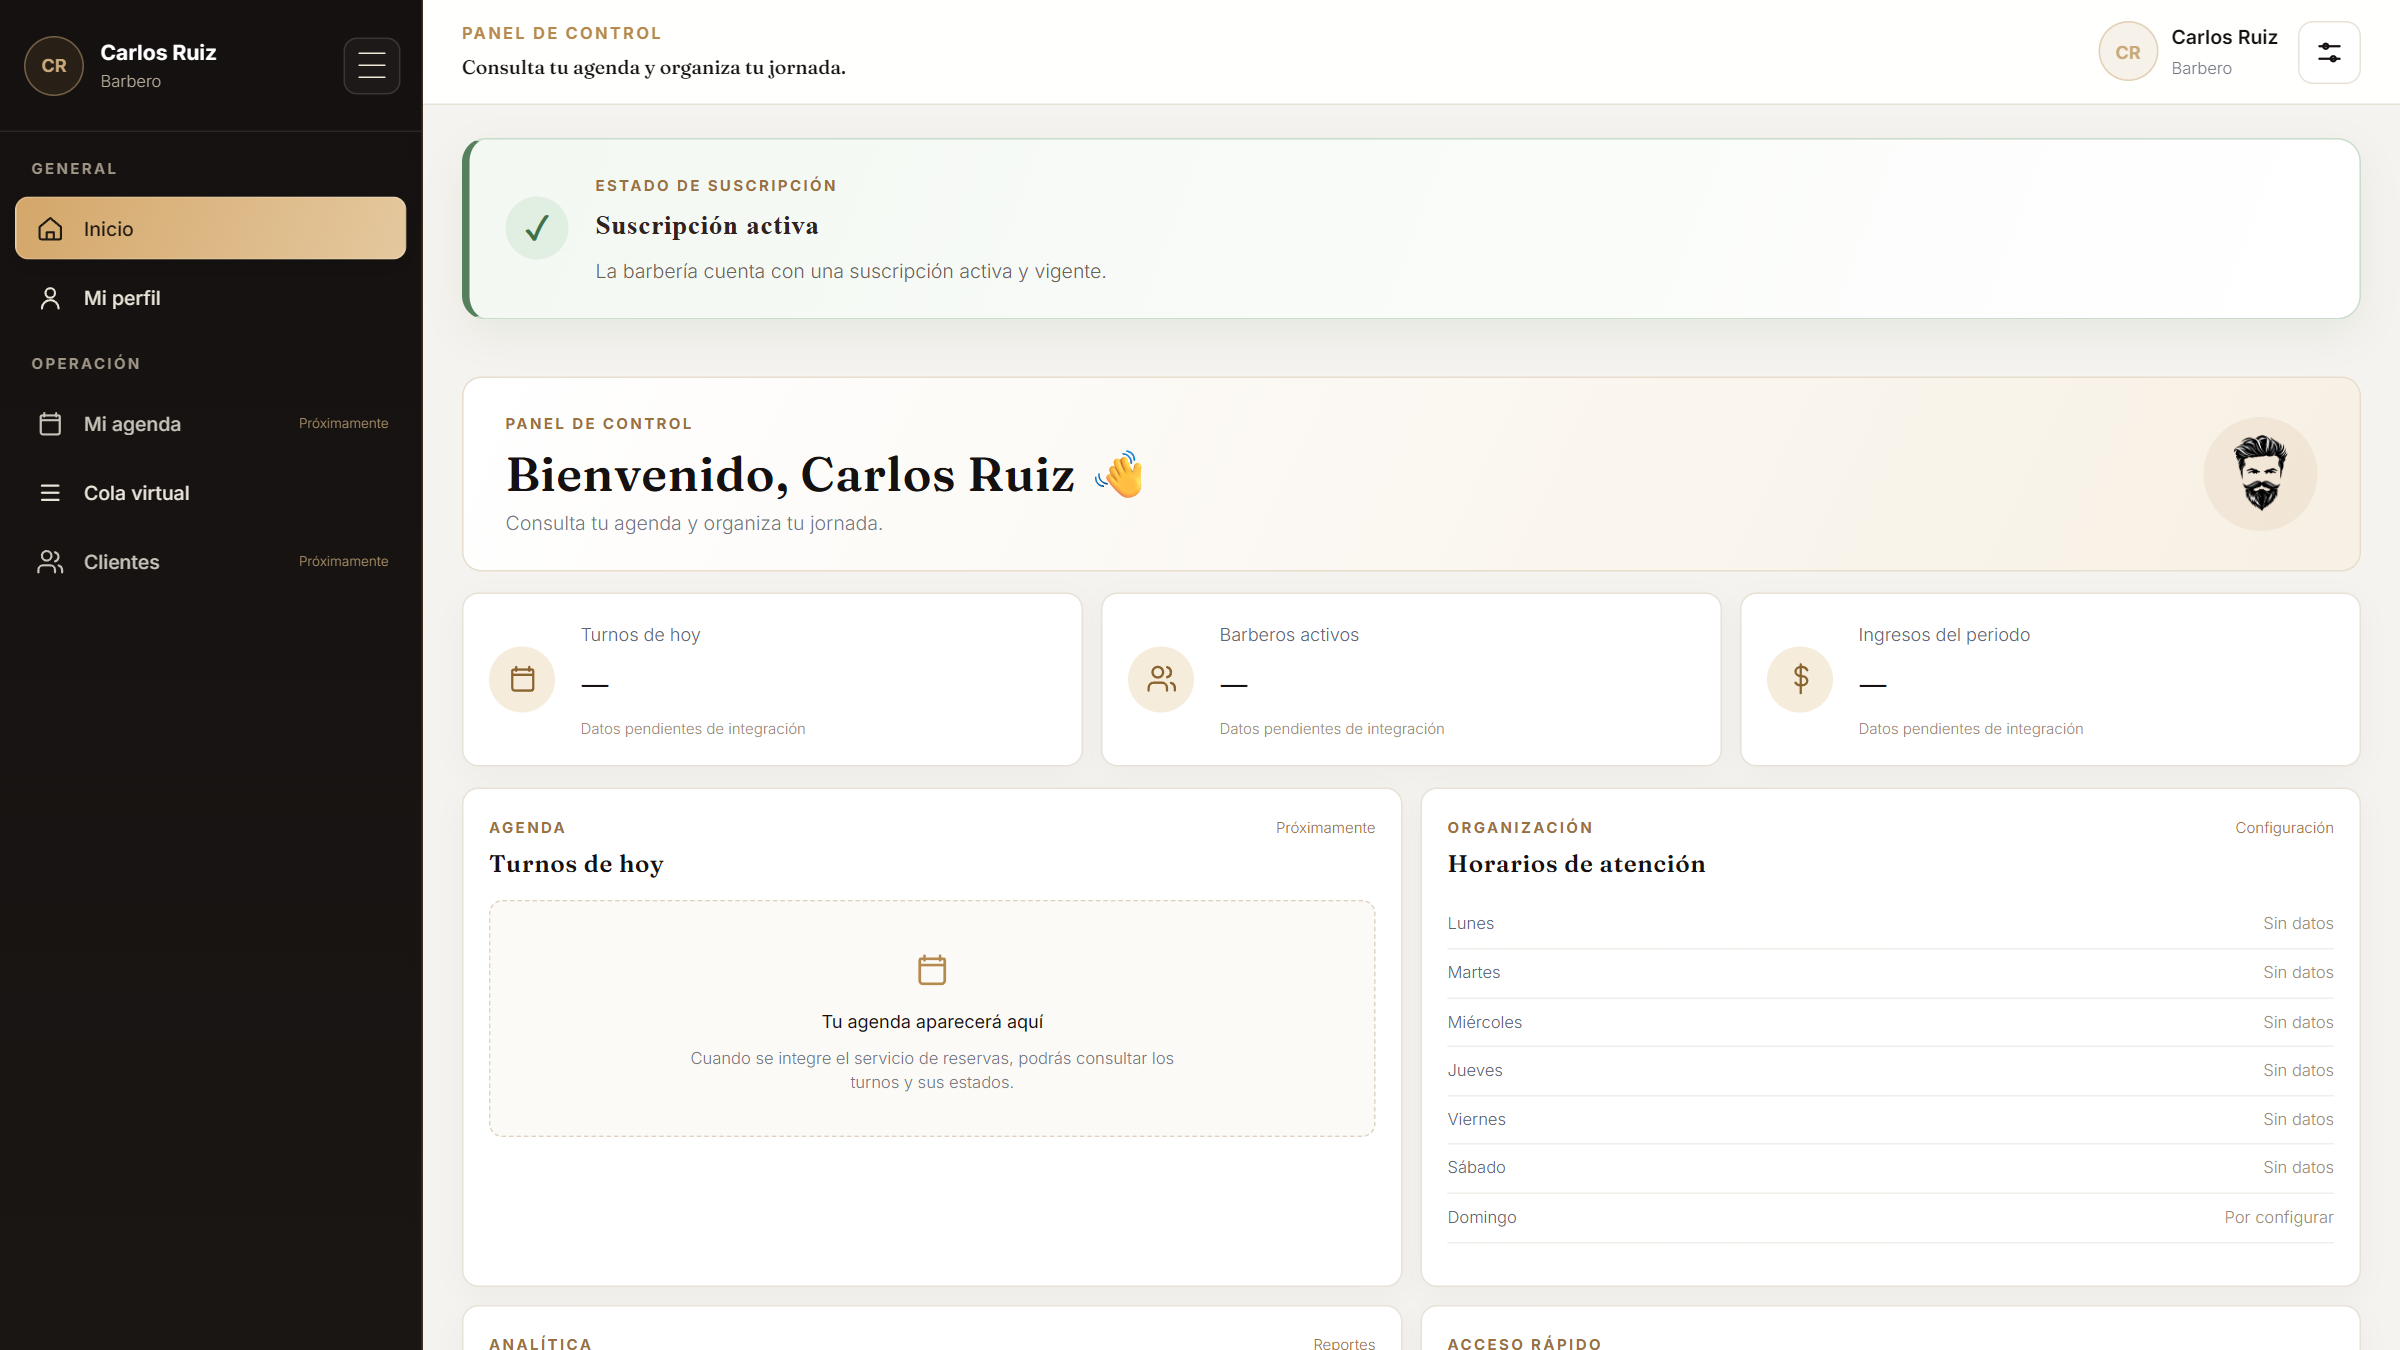 CR
Carlos Ruiz
Barbero
GENERAL
Inicio
Mi perfil
OPERACIÓN
Mi agenda
Próximamente
Cola virtual
Clientes
Próximamente
PANEL DE CONTROL
Consulta tu agenda y organiza tu jornada.
CR
Carlos Ruiz
Barbero
ESTADO DE SUSCRIPCIÓN
Suscripción activa
La barbería cuenta con una suscripción activa y vigente.
PANEL DE CONTROL
Bienvenido, Carlos Ruiz 👋
Consulta tu agenda y organiza tu jornada.
Turnos de hoy
—
Datos pendientes de integración
Barberos activos
—
Datos pendientes de integración
Ingresos del periodo
—
Datos pendientes de integración
AGENDA
Próximamente
Turnos de hoy
Tu agenda aparecerá aquí
Cuando se integre el servicio de reservas, podrás consultar los
turnos y sus estados.
ORGANIZACIÓN
Configuración
Horarios de atención
Lunes
Sin datos
Martes
Sin datos
Miércoles
Sin datos
Jueves
Sin datos
Viernes
Sin datos
Sábado
Sin datos
Domingo
Por configurar
ANALÍTICA
Reportes
ACCESO RÁPIDO